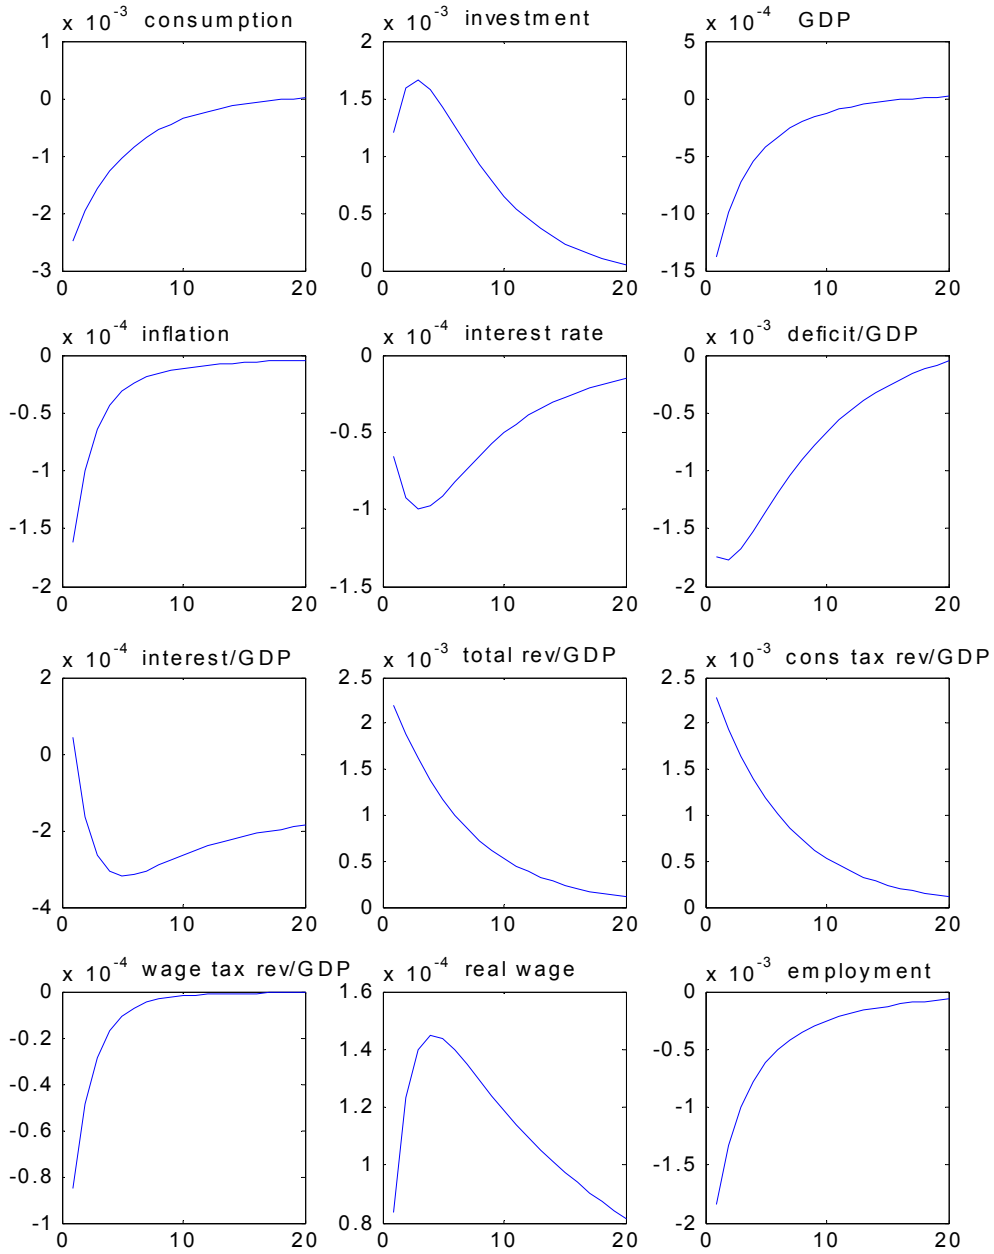 x 10^-3 consumption
1
0
-1
-2
-3
0 10 20
x 10^-3 investment
2
1.5
1
0.5
0
0 10 20
x 10^-4 GDP
5
0
-5
-10
-15
0 10 20
x 10^-4 inflation
0
-0.5
-1
-1.5
-2
0 10 20
x 10^-4 interest rate
0
-0.5
-1
-1.5
0 10 20
x 10^-3 deficit/GDP
0
-0.5
-1
-1.5
-2
0 10 20
x 10^-4 interest/GDP
2
0
-2
-4
0 10 20
x 10^-3 total rev/GDP
2.5
2
1.5
1
0.5
0
0 10 20
x 10^-3 cons tax rev/GDP
2.5
2
1.5
1
0.5
0
0 10 20
x 10^-4 wage tax rev/GDP
0
-0.2
-0.4
-0.6
-0.8
-1
0 10 20
x 10^-4 real wage
1.6
1.4
1.2
1
0.8
0 10 20
x 10^-3 employment
0
-0.5
-1
-1.5
-2
0 10 20